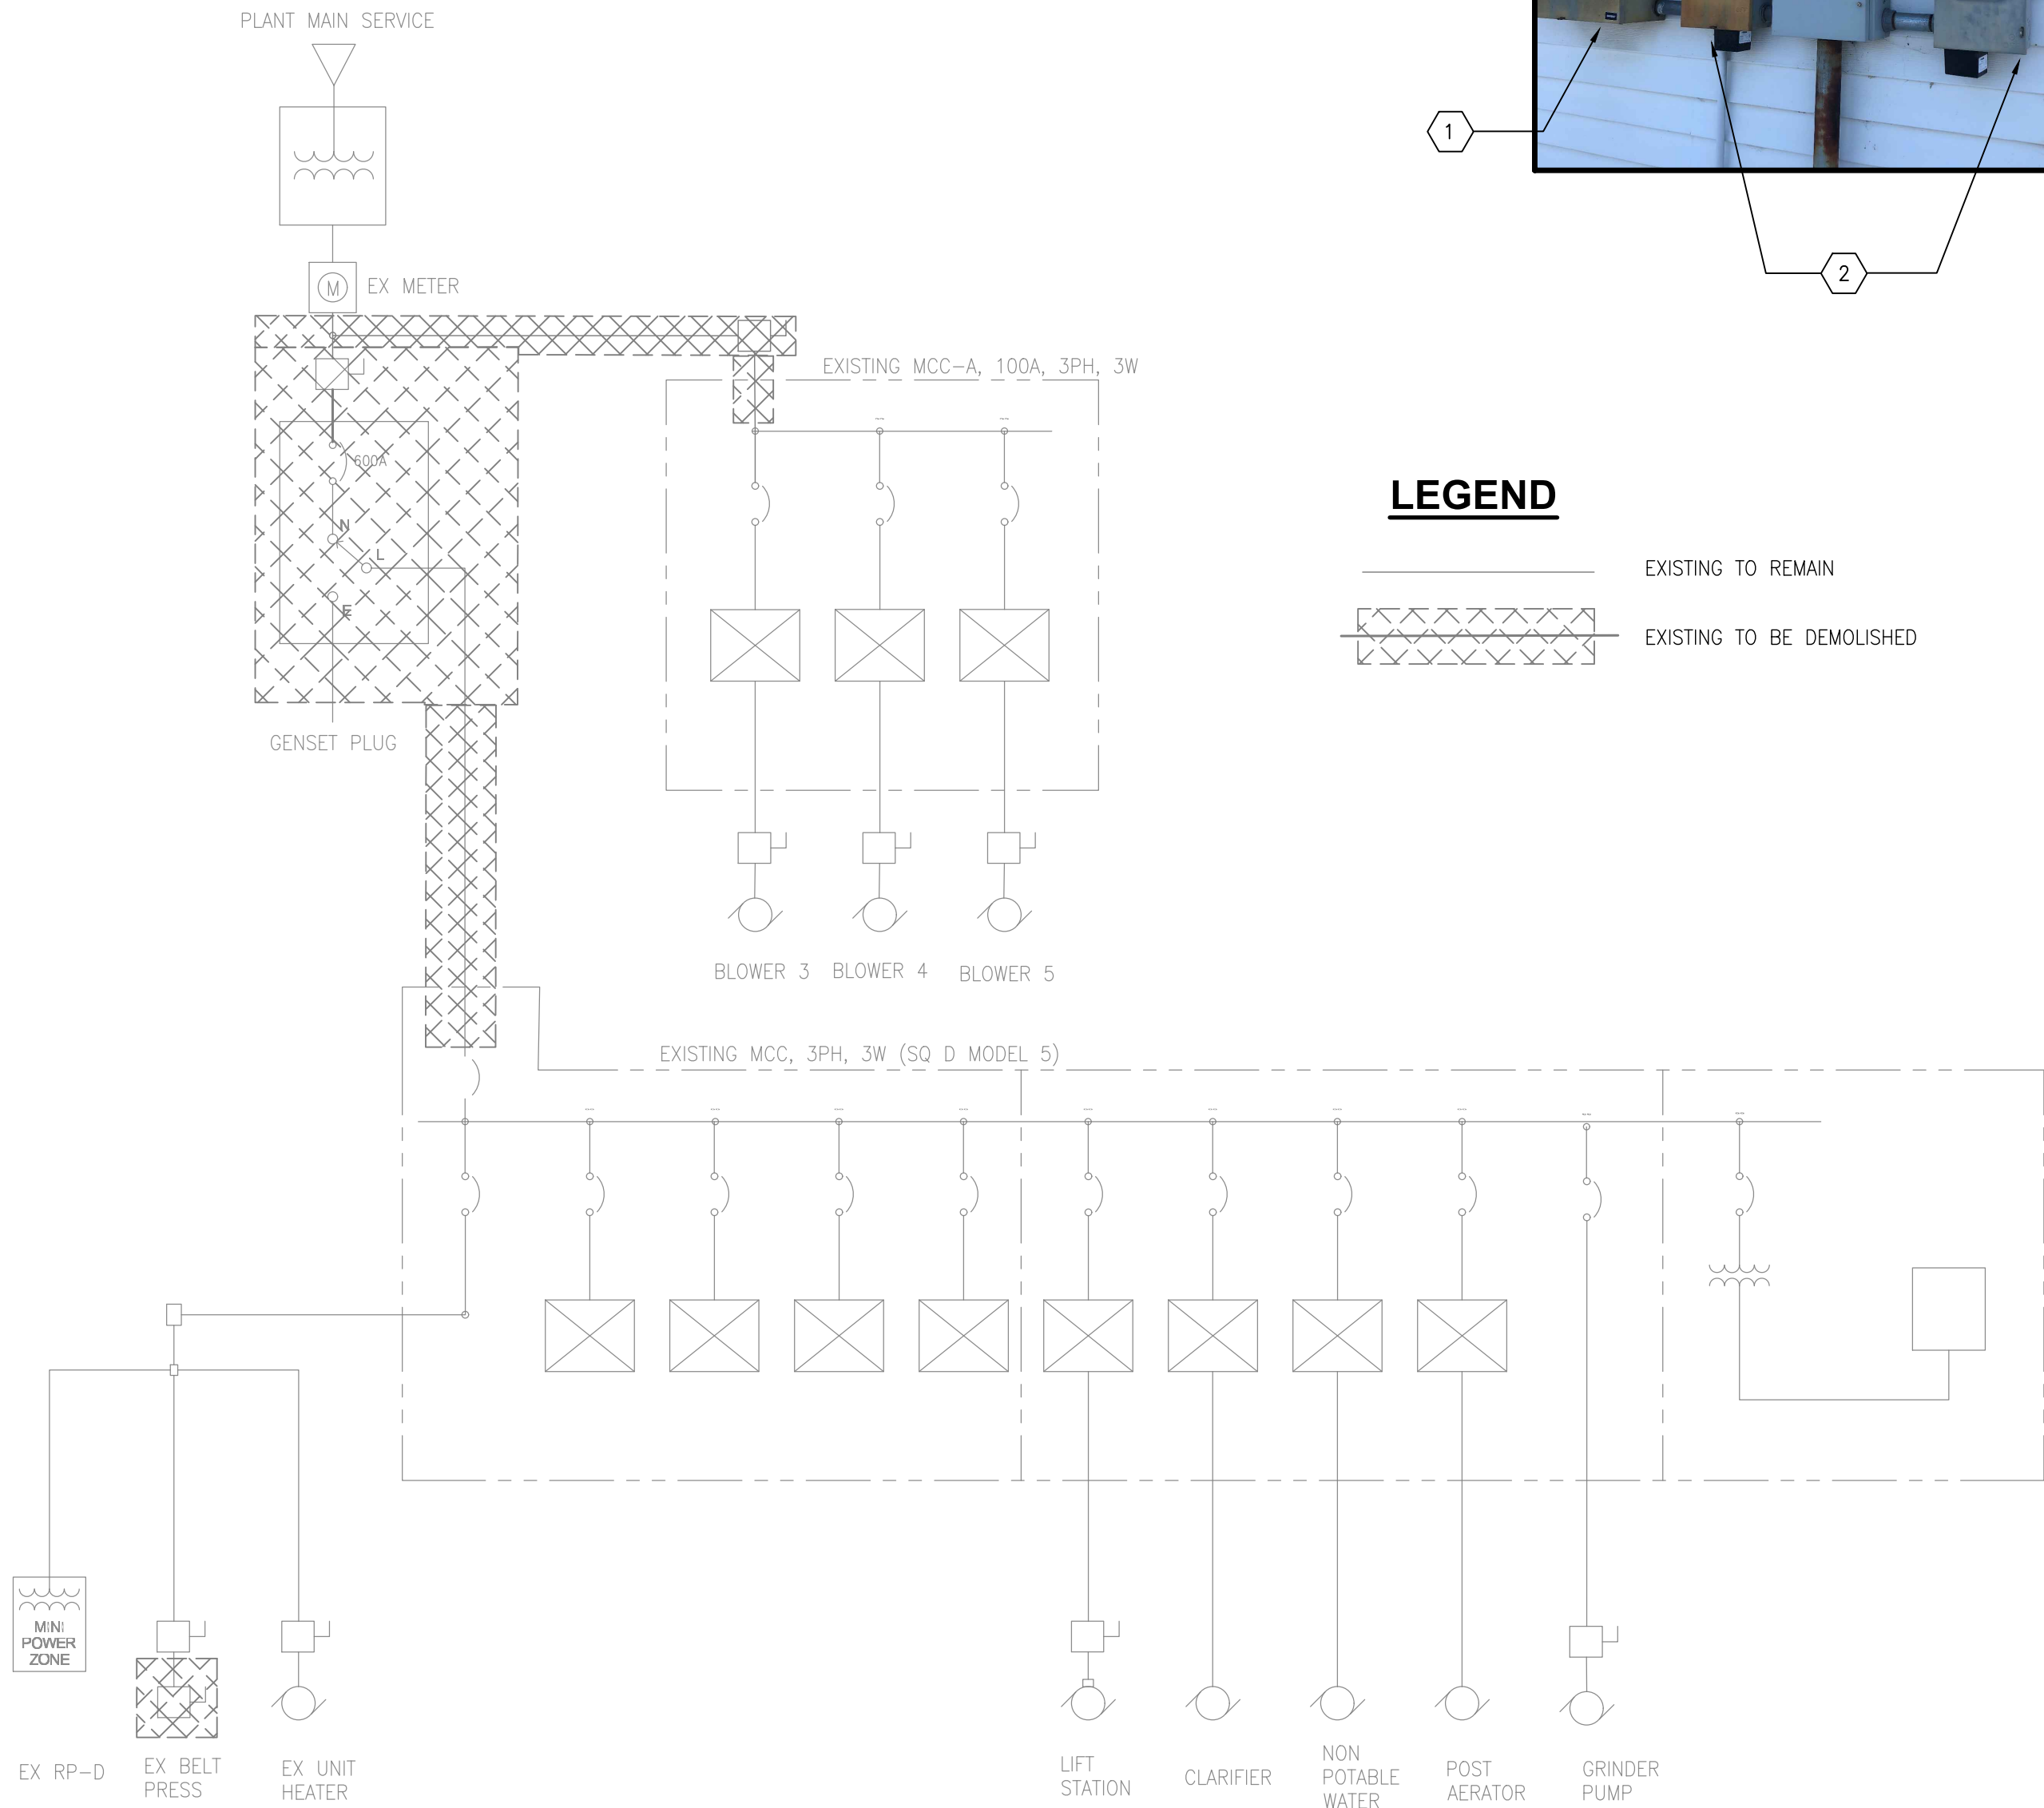 PLANT MAIN SERVICE
M
EX METER
600A
N
L
E
GENSET PLUG
EXISTING MCC-A, 100A, 3PH, 3W
BLOWER 3
BLOWER 4
BLOWER 5
1
2
LEGEND
EXISTING TO REMAIN
EXISTING TO BE DEMOLISHED
EXISTING MCC, 3PH, 3W (SQ D MODEL 5)
MINI
POWER
ZONE
EX RP-D
EX BELT
PRESS
EX UNIT
HEATER
LIFT
STATION
CLARIFIER
NON
POTABLE
WATER
POST
AERATOR
GRINDER
PUMP